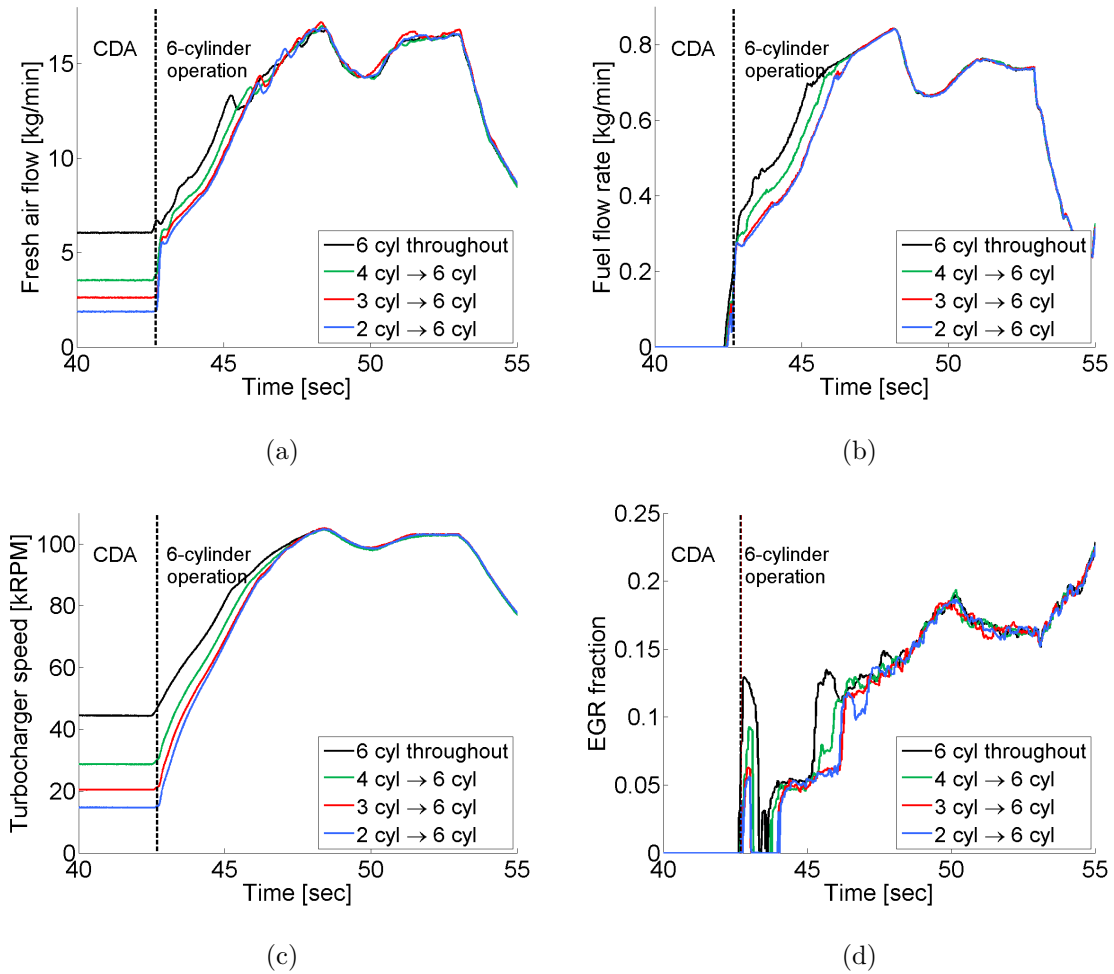 Fresh air flow [kg/min]
15
10
5
0
CDA
6-cylinder
operation
6 cyl throughout
4 cyl → 6 cyl
3 cyl → 6 cyl
2 cyl → 6 cyl
40
45
50
55
Time [sec]
(a)
Fuel flow rate [kg/min]
0.8
0.6
0.4
0.2
0
CDA
6-cylinder
operation
6 cyl throughout
4 cyl → 6 cyl
3 cyl → 6 cyl
2 cyl → 6 cyl
40
45
50
55
Time [sec]
(b)
Turbocharger speed [kRPM]
100
80
60
40
20
0
CDA
6-cylinder
operation
6 cyl throughout
4 cyl → 6 cyl
3 cyl → 6 cyl
2 cyl → 6 cyl
40
45
50
55
Time [sec]
(c)
EGR fraction
0.25
0.2
0.15
0.1
0.05
0
CDA
6-cylinder
operation
6 cyl throughout
4 cyl → 6 cyl
3 cyl → 6 cyl
2 cyl → 6 cyl
40
45
50
55
Time [sec]
(d)